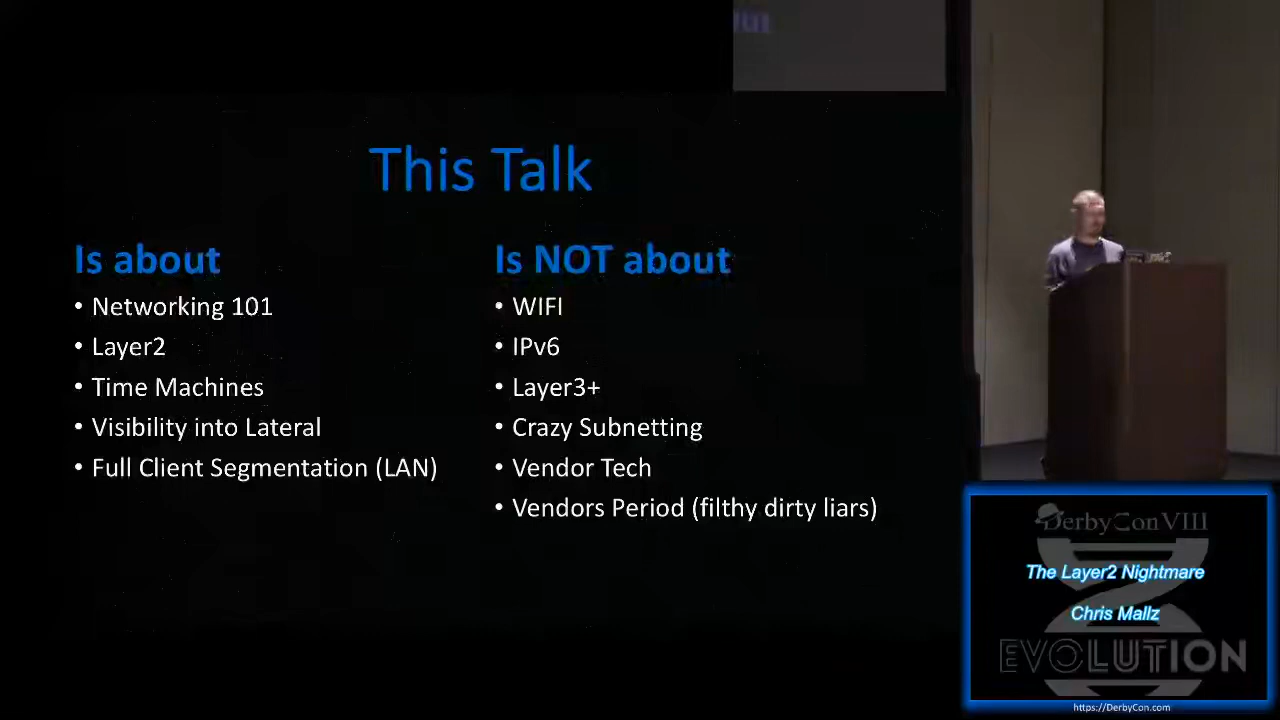 This Talk
Is about
• Networking 101
• Layer2
• Time Machines
• Visibility into Lateral
• Full Client Segmentation (LAN)
Is NOT about
• WIFI
• IPv6
• Layer3+
• Crazy Subnetting
• Vendor Tech
• Vendors Period (filthy dirty liars)
DerbyCon VIII
The Layer2 Nightmare
Chris Mallz
EVOLUTION
https://DerbyCon.com